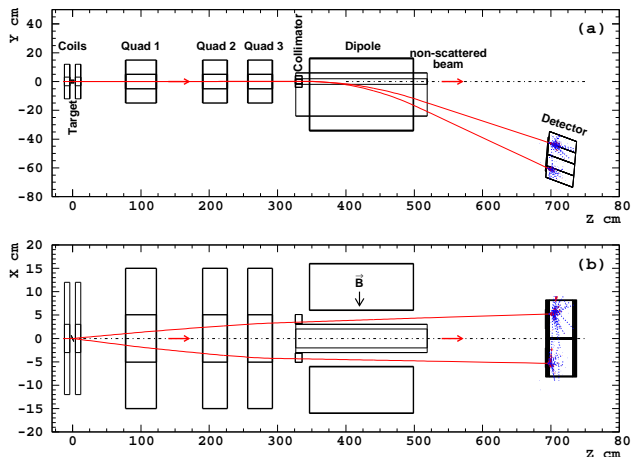 Y cm
20
0
-20
-40
-60
-80
(a)
Coils
Quad 1
Quad 2
Quad 3
Collimator
Dipole
non-scattered
beam
Target
Detector
0
100
200
300
400
500
600
700
80
Z cm
X cm
20
15
10
5
0
-5
-10
-15
-20
(b)
B
0
100
200
300
400
500
600
700
80
Z cm